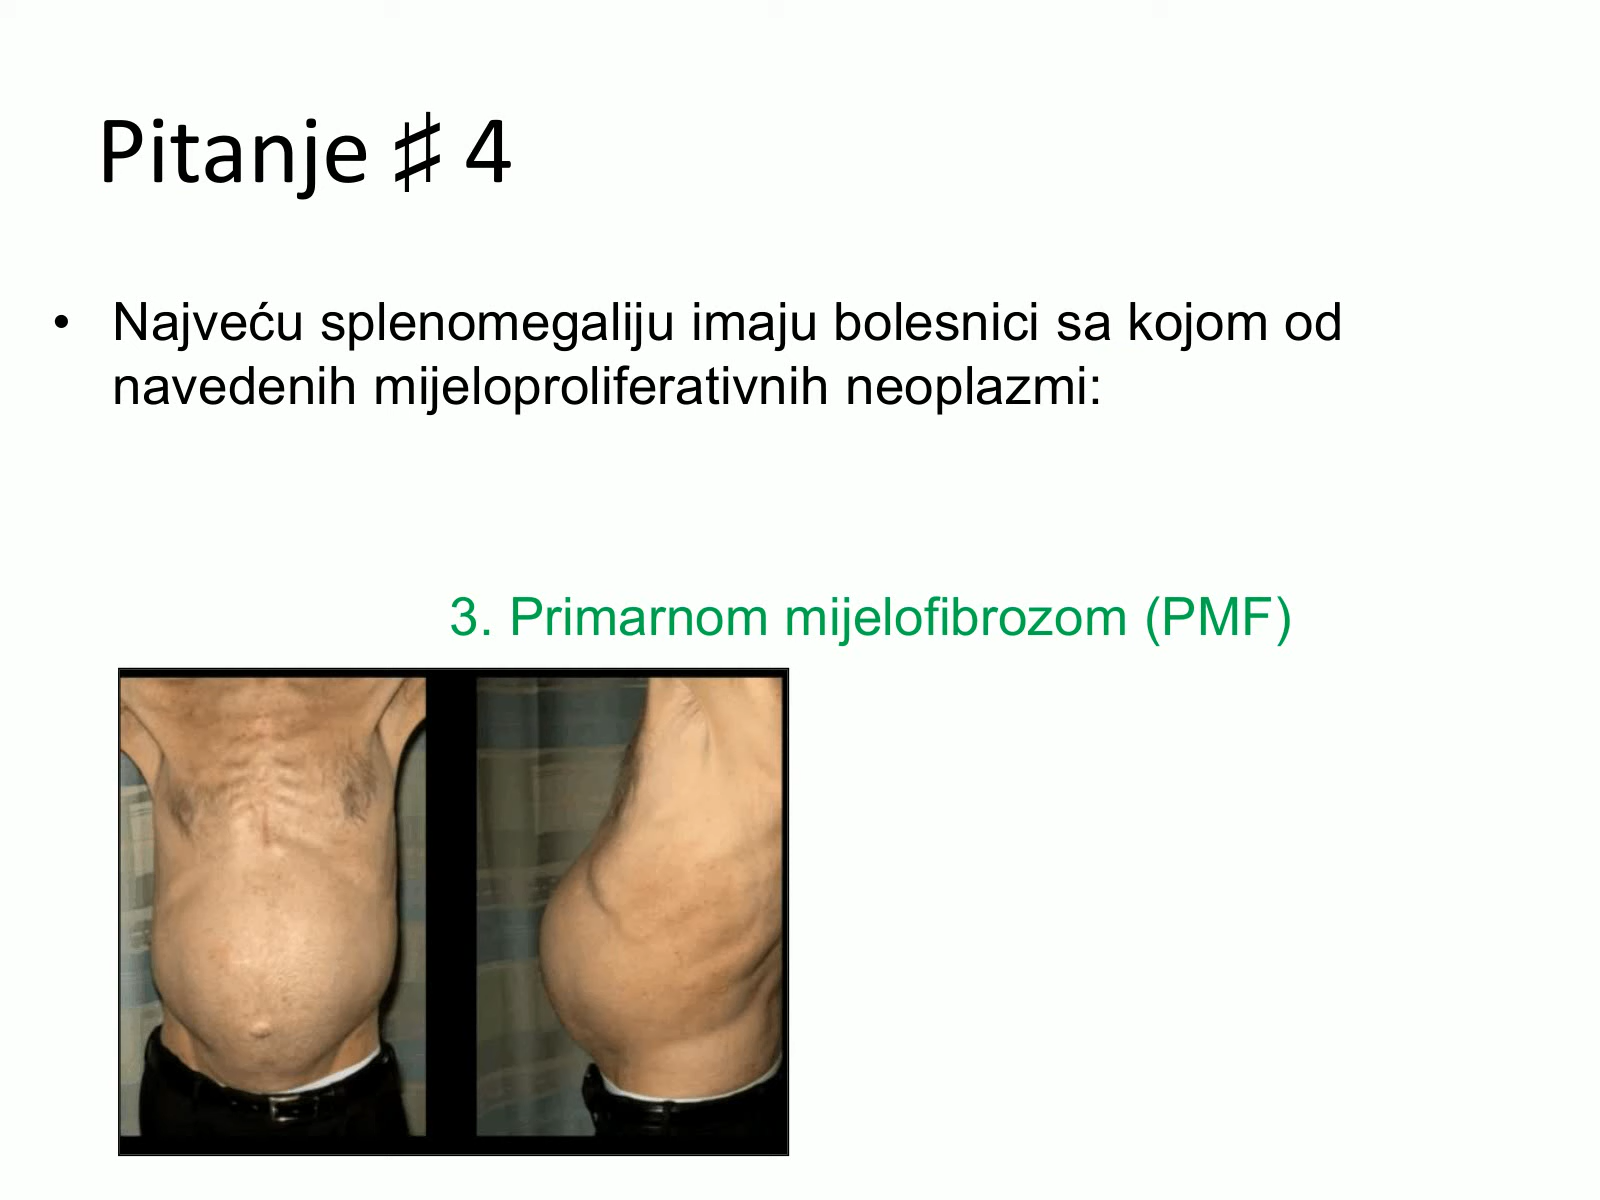 Pitanje ♯ 4
• Najveću splenomegaliju imaju bolesnici sa kojom od
navedenih mijeloproliferativnih neoplazmi:
3. Primarnom mijelofibrozom (PMF)